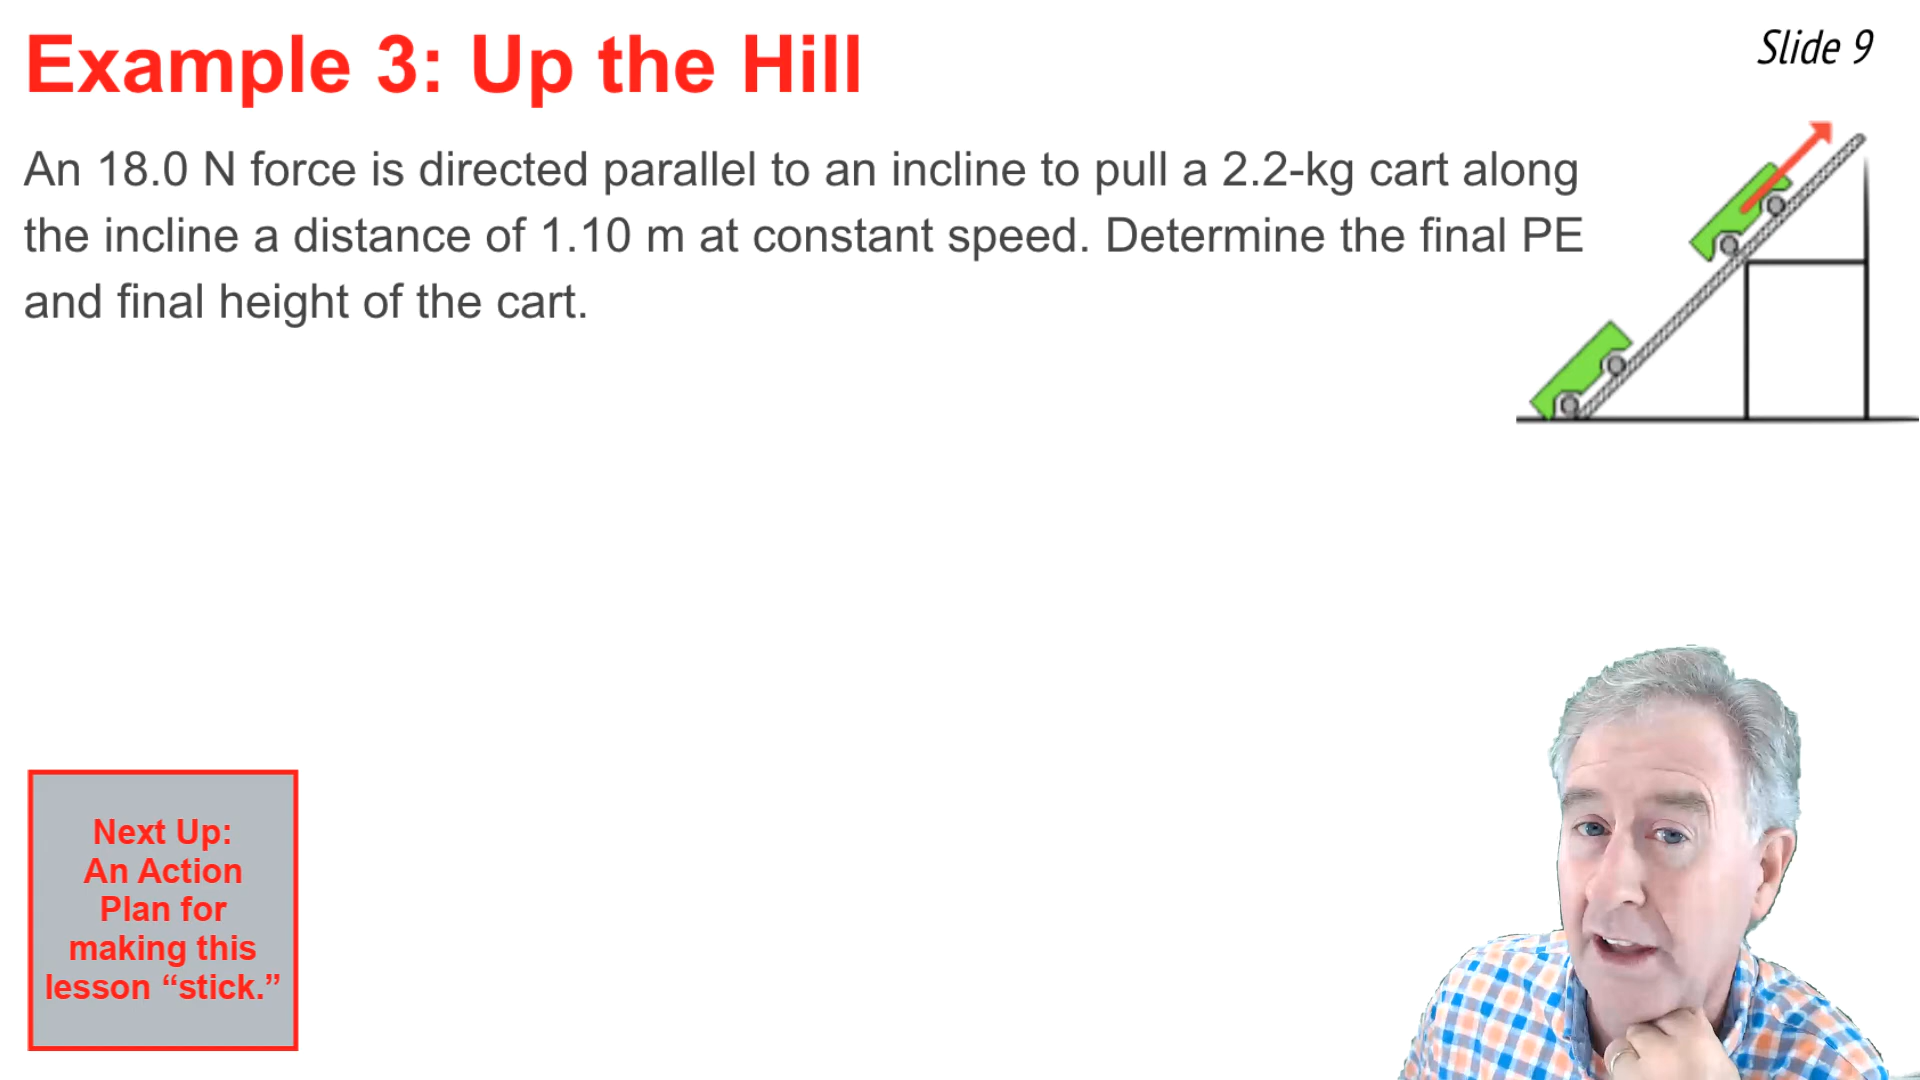 Example 3: Up the Hill
Slide 9
An 18.0 N force is directed parallel to an incline to pull a 2.2-kg cart along
the incline a distance of 1.10 m at constant speed. Determine the final PE
and final height of the cart.
Next Up:
An Action
Plan for
making this
lesson “stick.”